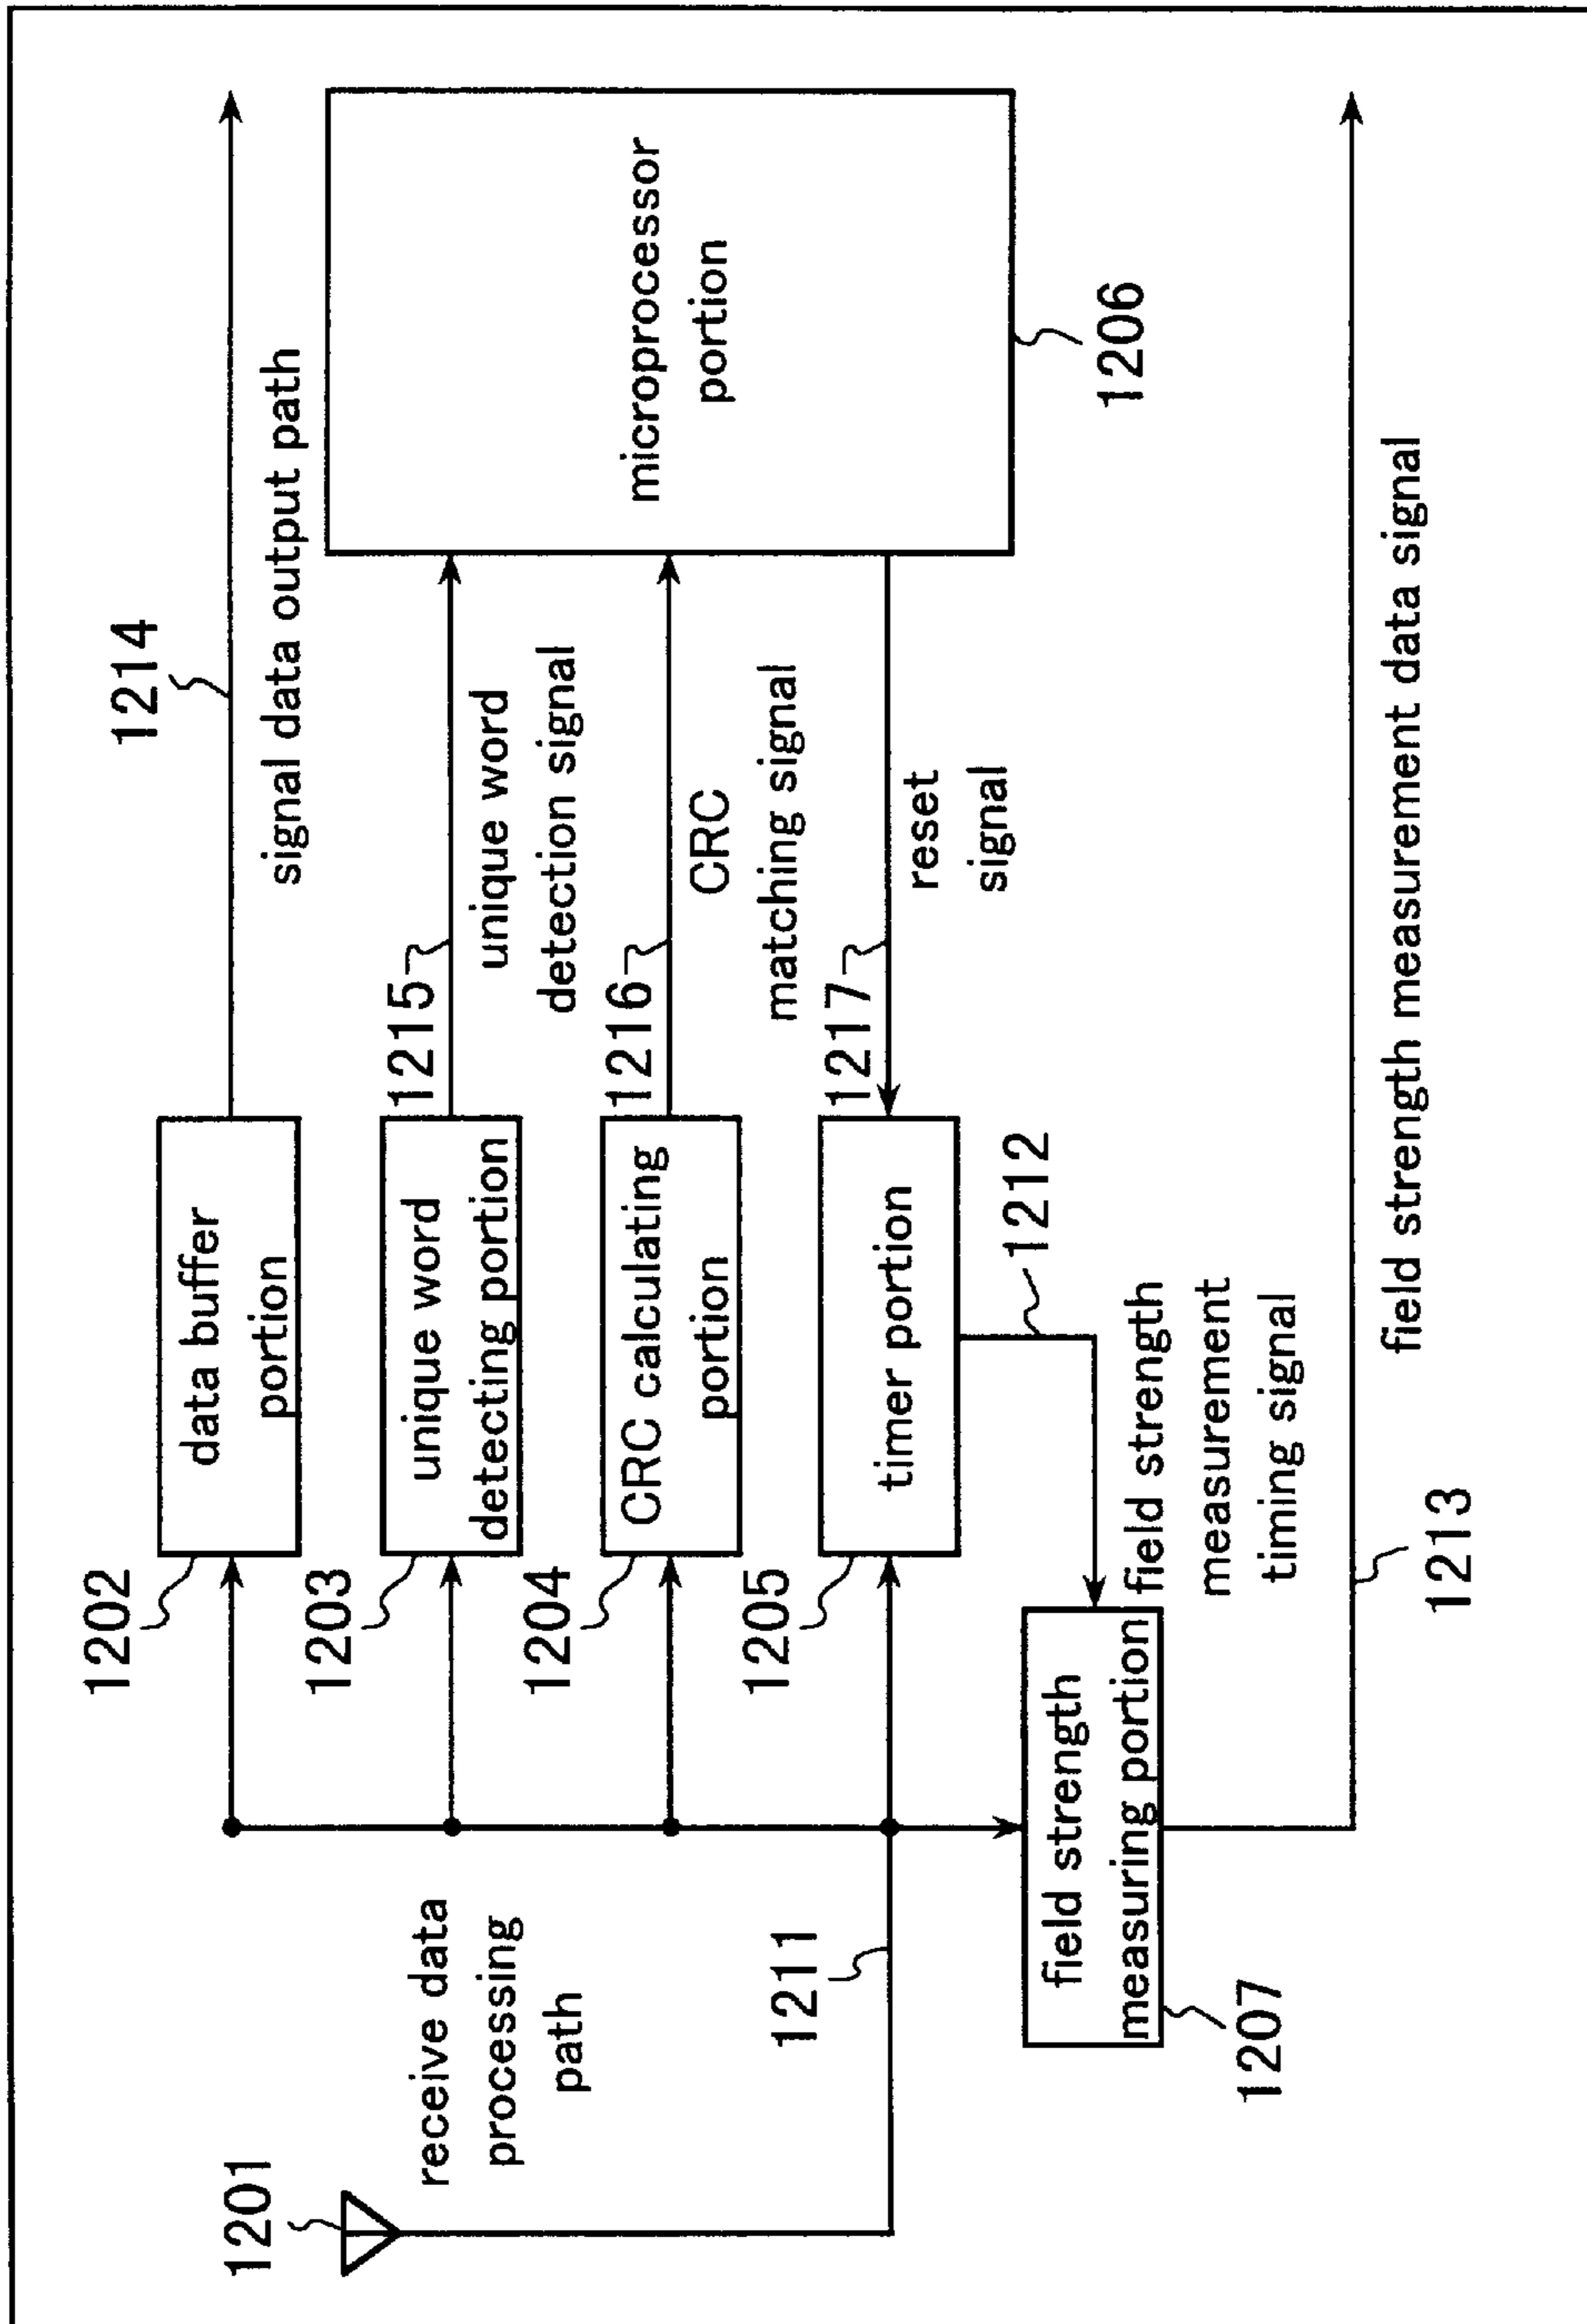 1201
receive data
processing
path
1211
1202
data buffer
portion
1214
signal data output path
1203
unique word
detecting portion
1215
unique word
detection signal
1204
CRC calculating
portion
1216
CRC
matching signal
1205
timer portion
1217
reset
signal
microprocessor
portion
1206
1212
field strength
measurement
timing signal
field strength
measuring portion
1207
1213
field strength measurement data signal